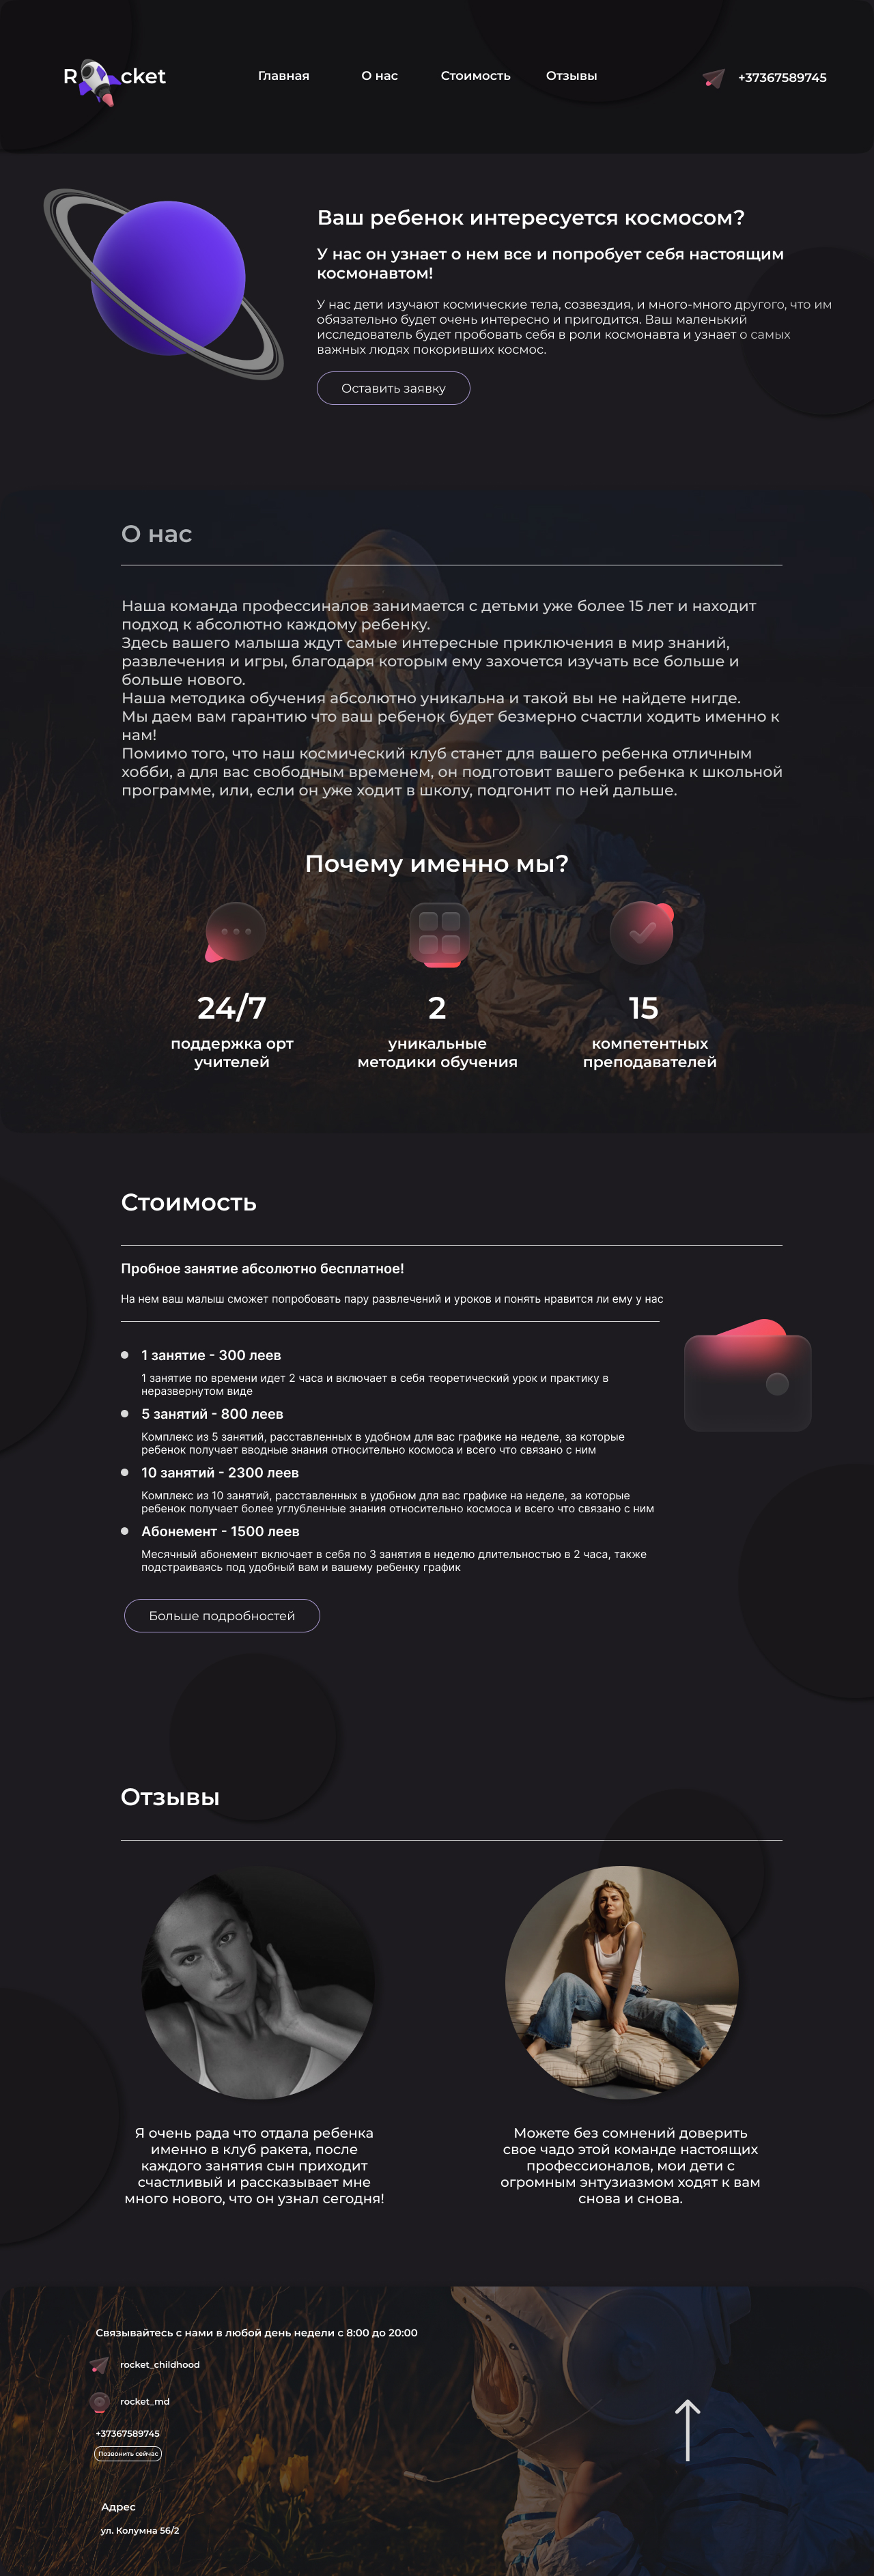 R cket
Главная
О нас
Стоимость
Отзывы
+37367589745
Ваш ребенок интересуется космосом?
У нас он узнает о нем все и попробует себя настоящим
космонавтом!
У нас дети изучают космические тела, созвездия, и много-много другого, что им
обязательно будет очень интересно и пригодится. Ваш маленький
исследователь будет пробовать себя в роли космонавта и узнает о самых
важных людях покоривших космос.
Оставить заявку
О нас
Наша команда профессиналов занимается с детьми уже более 15 лет и находит
подход к абсолютно каждому ребенку.
Здесь вашего малыша ждут самые интересные приключения в мир знаний,
развлечения и игры, благодаря которым ему захочется изучать все больше и
больше нового.
Наша методика обучения абсолютно уникальна и такой вы не найдете нигде.
Мы даем вам гарантию что ваш ребенок будет безмерно счастли ходить именно к
нам!
Помимо того, что наш космический клуб станет для вашего ребенка отличным
хобби, а для вас свободным временем, он подготовит вашего ребенка к школьной
программе, или, если он уже ходит в школу, подгонит по ней дальше.
Почему именно мы?
24/7
поддержка орт
учителей
2
уникальные
методики обучения
15
компетентных
преподавателей
Стоимость
Пробное занятие абсолютно бесплатное!
На нем ваш малыш сможет попробовать пару развлечений и уроков и понять нравится ли ему у нас
1 занятие - 300 леев
1 занятие по времени идет 2 часа и включает в себя теоретический урок и практику в
неразвернутом виде
5 занятий - 800 леев
Комплекс из 5 занятий, расставленных в удобном для вас графике на неделе, за которые
ребенок получает вводные знания относительно космоса и всего что связано с ним
10 занятий - 2300 леев
Комплекс из 10 занятий, расставленных в удобном для вас графике на неделе, за которые
ребенок получает более углубленные знания относительно космоса и всего что связано с ним
Абонемент - 1500 леев
Месячный абонемент включает в себя по 3 занятия в неделю длительностью в 2 часа, также
подстраиваясь под удобный вам и вашему ребенку график
Больше подробностей
Отзывы
Я очень рада что отдала ребенка
именно в клуб ракета, после
каждого занятия сын приходит
счастливый и рассказывает мне
много нового, что он узнал сегодня!
Можете без сомнений доверить
свое чадо этой команде настоящих
профессионалов, мои дети с
огромным энтузиазмом ходят к вам
снова и снова.
Связывайтесь с нами в любой день недели с 8:00 до 20:00
rocket_childhood
rocket_md
+37367589745
Позвонить сейчас
Адрес
ул. Колумна 56/2